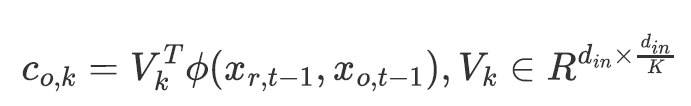 $c_{o,k} = V_k^T \phi(x_{r,t-1}, x_{o,t-1}), V_k \in R^{d_{in} \times \frac{d_{in}}{K}}$